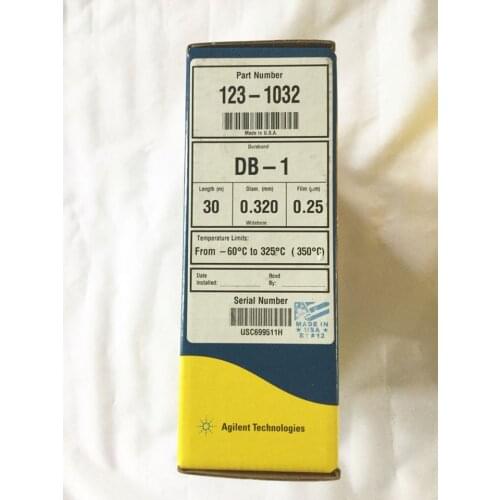 Part Number
123-1032
Made in U.S.A.
Durabond
DB-1
Length (m) Diam. (mm) Film (µm)
30 0.320 0.25
Widebore
Temperature Limits:
From -60°C to 325°C (350°C)
Date Installed: Bond By:
Serial Number
USC699511H
MADE IN
USA
Agilent Technologies